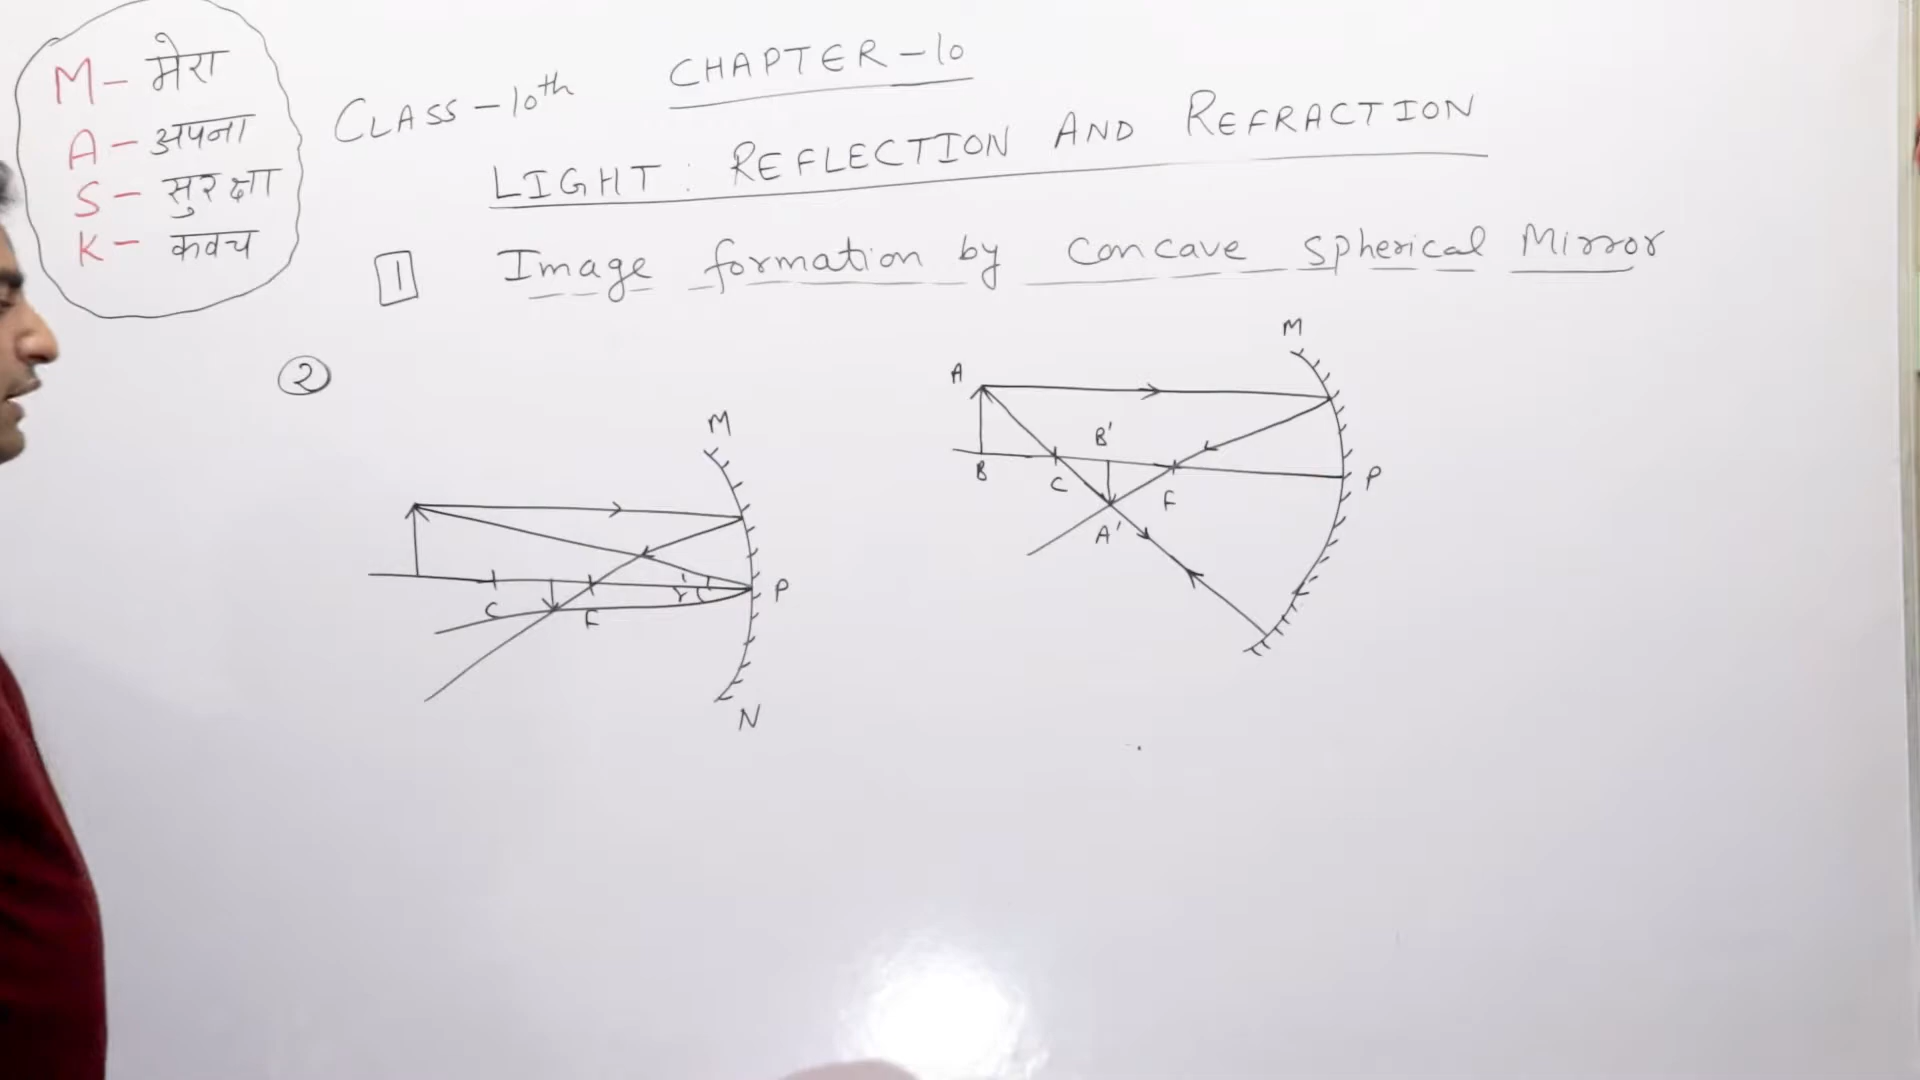 M – मेरा
A – अपना
S – सुरक्षा
K – कवच
CHAPTER – 10
CLASS – 10th
LIGHT : REFLECTION AND REFRACTION
1 Image formation by Concave Spherical Mirror
2
M
C
F
i
r
P
N
M
A
B
C
B'
F
P
A'